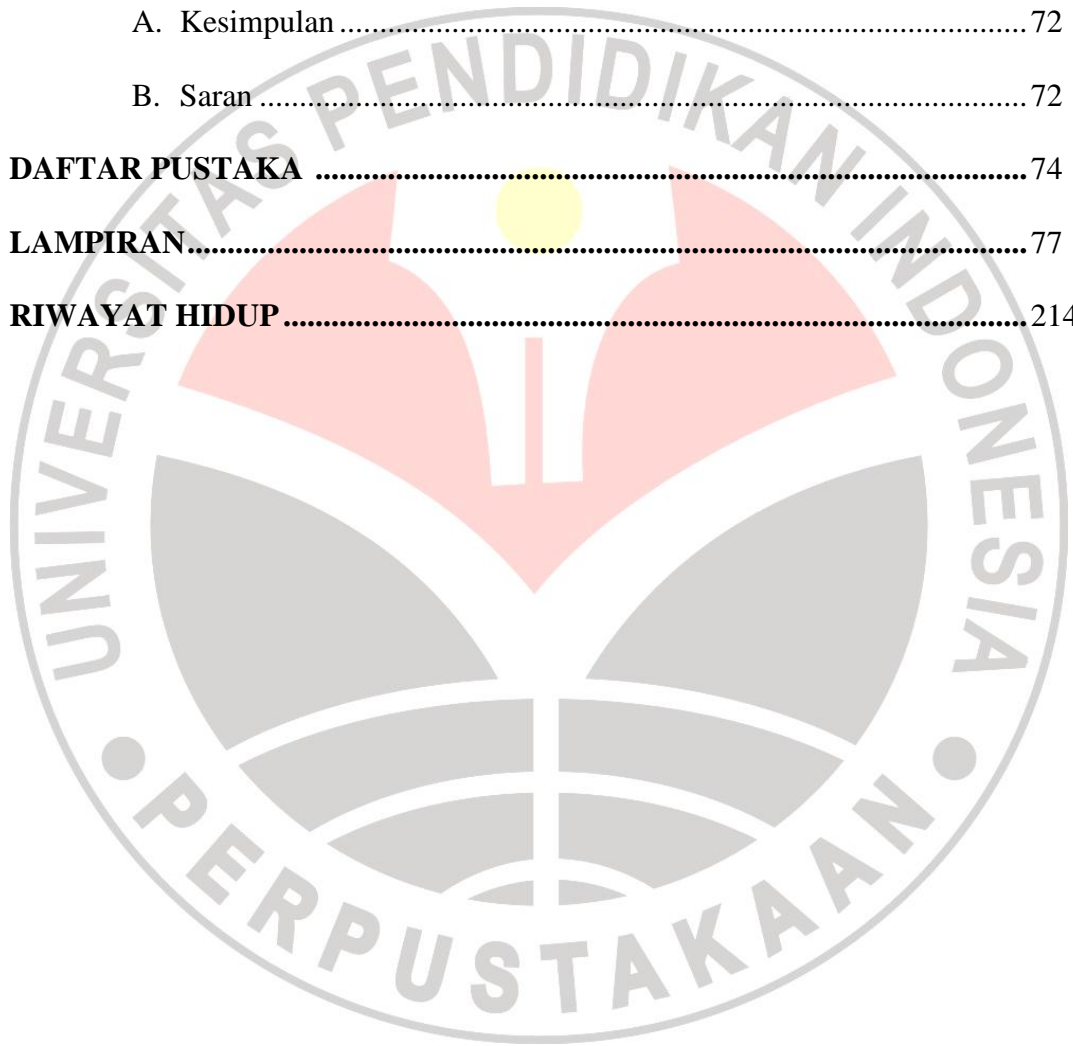 A. Kesimpulan ..................................................................................... 72
B. Saran ............................................................................................... 72
DAFTAR PUSTAKA ........................................................................................ 74
LAMPIRAN........................................................................................................ 77
RIWAYAT HIDUP ............................................................................................ 214
UNIVERSITAS PENDIDIKAN INDONESIA
PERPUSTAKAAN